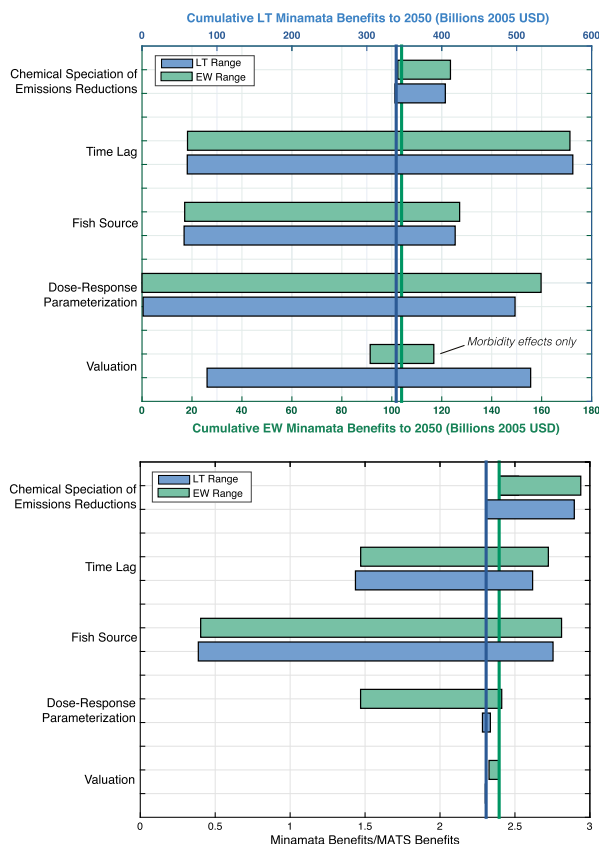 Cumulative LT Minamata Benefits to 2050 (Billions 2005 USD)
0 100 200 300 400 500 600
LT Range
EW Range
Chemical Speciation of
Emissions Reductions
Time Lag
Fish Source
Dose-Response
Parameterization
Morbidity effects only
Valuation
0 20 40 60 80 100 120 140 160 180
Cumulative EW Minamata Benefits to 2050 (Billions 2005 USD)
LT Range
EW Range
Chemical Speciation of
Emissions Reductions
Time Lag
Fish Source
Dose-Response
Parameterization
Valuation
0 0.5 1 1.5 2 2.5 3
Minamata Benefits/MATS Benefits